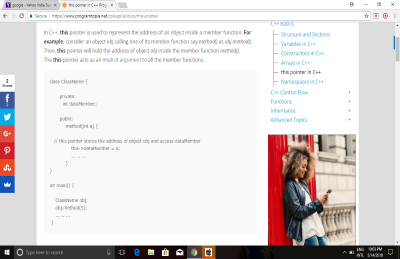 google - Yahoo India Se
this pointer in C++ Prog
Secure | https://www.programtopia.net/cplusplus/docs/this-pointer
In C++, this pointer is used to represent the address of an object inside a member function. For
example, consider an object obj calling one of its member function say method() as obj.method().
Then, this pointer will hold the address of object obj inside the member function method().
The this pointer acts as an implicit argument to all the member functions.
class ClassName {
private:
int dataMember;
public:
method(int a) {
// this pointer stores the address of object obj and access dataMember
this->dataMember = a;
... .. ...
}
}
int main() {
ClassName obj;
obj.method(5);
... .. ...
}
2
Shares
C++ Basics
Structure and Sections
Variables in C++
Constructors in C++
Arrays in C++
this pointer in C++
Namespaces in C++
C++ Control Flow
Functions
Inheritance
Advanced Topics
Type here to search
ENG
INTL
10:03 PM
5/14/2018